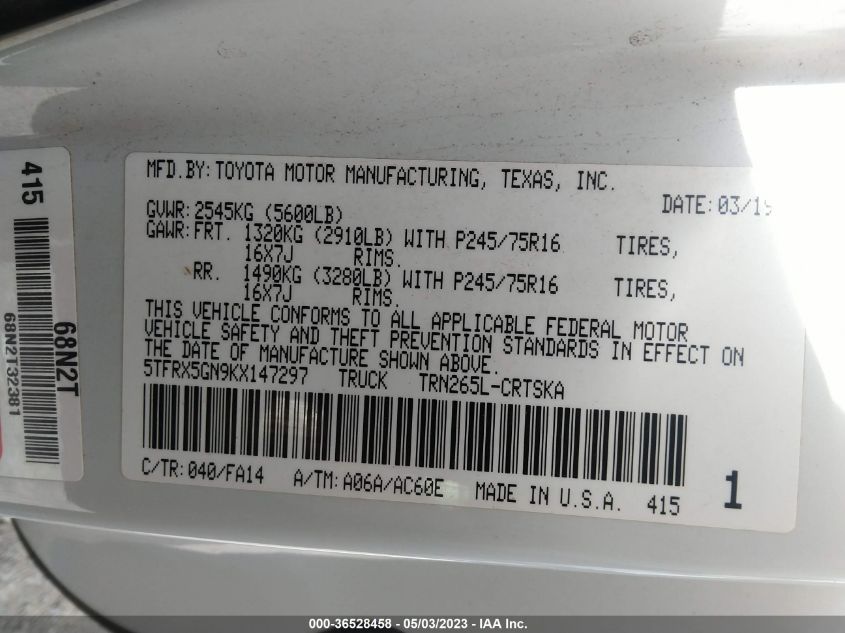 MFD.BY: TOYOTA MOTOR MANUFACTURING, TEXAS, INC.
DATE: 03/19
GVWR: 2545KG (5600LB)
GAWR: FRT. 1320KG (2910LB) WITH P245/75R16 TIRES,
16X7J RIMS.
RR. 1490KG (3280LB) WITH P245/75R16 TIRES,
16X7J RIMS.
THIS VEHICLE CONFORMS TO ALL APPLICABLE FEDERAL MOTOR
VEHICLE SAFETY AND THEFT PREVENTION STANDARDS IN EFFECT ON
THE DATE OF MANUFACTURE SHOWN ABOVE.
5TFRX5GN9KX147297 TRUCK TRN265L-CRTSKA
C/TR: 040/FA14 A/TM: A06A/AC60E MADE IN U.S.A. 415 1
415
68N2T
68N2T32381
000-36528458 - 05/03/2023 - IAA Inc.